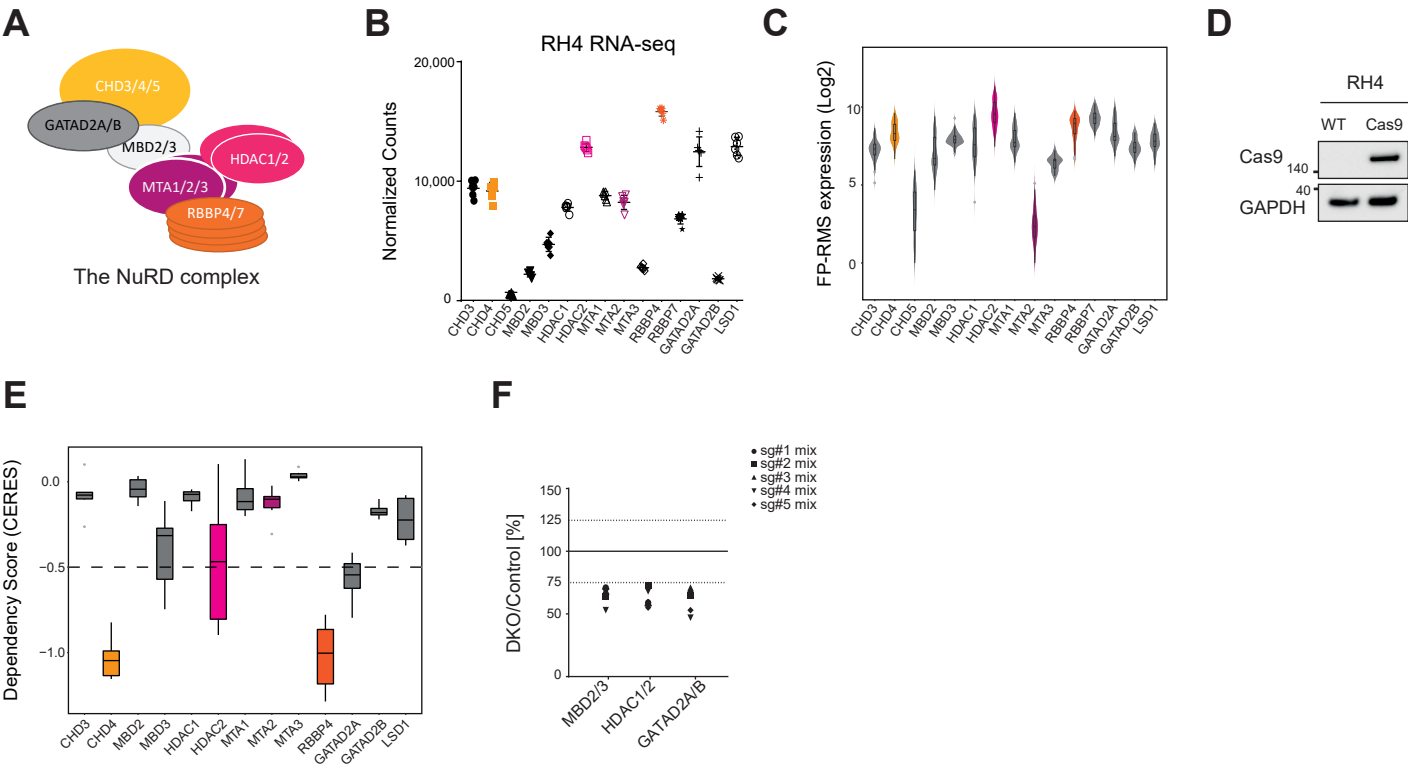 A
CHD3/4/5
GATAD2A/B
MBD2/3
HDAC1/2
MTA1/2/3
RBBP4/7
The NuRD complex
B
RH4 RNA-seq
Normalized Counts
20,000
10,000
0
CHD3
CHD4
CHD5
MBD2
MBD3
HDAC1
HDAC2
MTA1
MTA2
MTA3
RBBP4
RBBP7
GATAD2A
GATAD2B
LSD1
C
FP-RMS expression (Log2)
10
5
0
CHD3
CHD4
CHD5
MBD2
MBD3
HDAC1
HDAC2
MTA1
MTA2
MTA3
RBBP4
RBBP7
GATAD2A
GATAD2B
LSD1
D
RH4
WT Cas9
Cas9
140
40
GAPDH
E
Dependency Score (CERES)
0.0
−0.5
−1.0
CHD3
CHD4
MBD2
MBD3
HDAC1
HDAC2
MTA1
MTA2
MTA3
RBBP4
GATAD2A
GATAD2B
LSD1
F
sg#1 mix
sg#2 mix
sg#3 mix
sg#4 mix
sg#5 mix
DKO/Control [%]
150
125
100
75
50
0
MBD2/3
HDAC1/2
GATAD2A/B